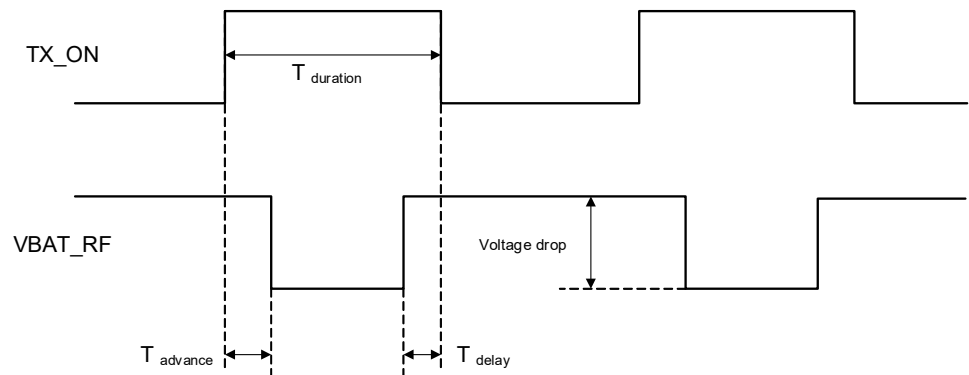 TX_ON
T duration
VBAT_RF
Voltage drop
T advance
T delay